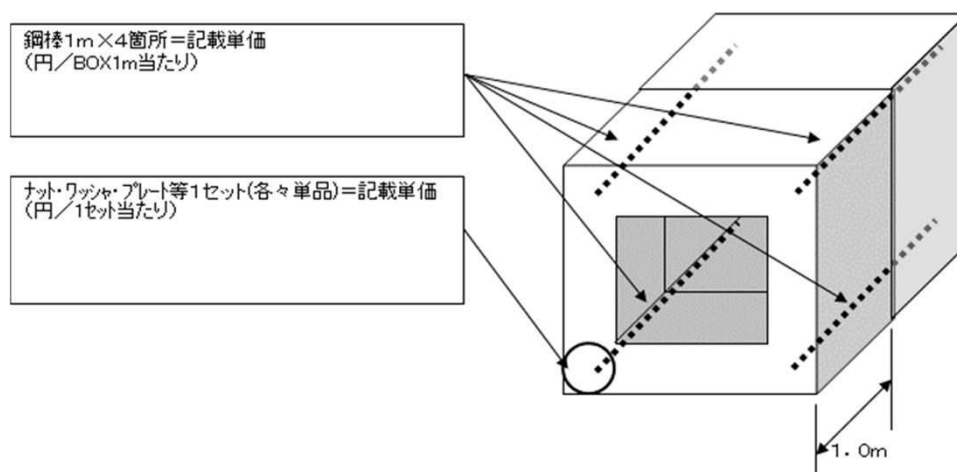 鋼棒1m×4箇所=記載単価
(円/BOX1m当たり)
ナット・ワッシャ・プレート等1セット(各々単品)=記載単価
(円/1セット当たり)
1.0m